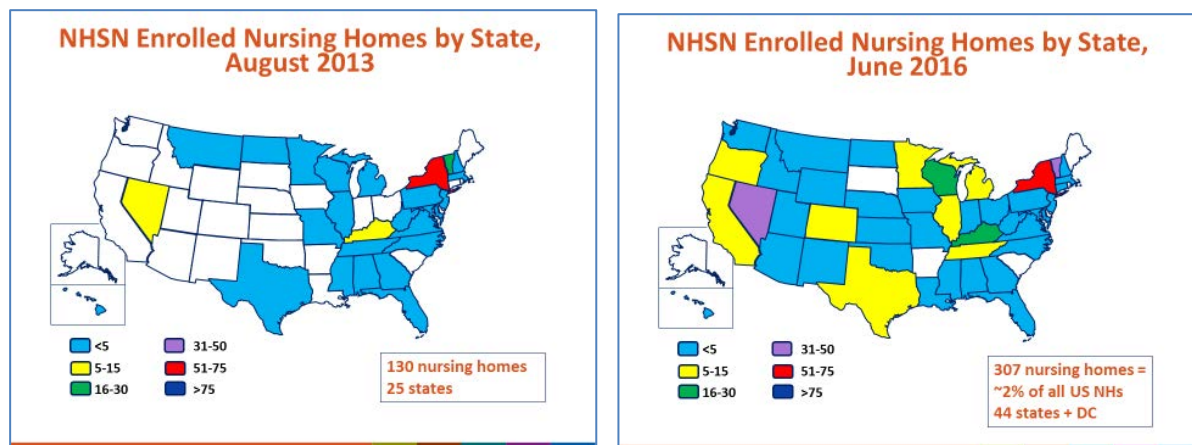 NHSN Enrolled Nursing Homes by State,
August 2013
<5
31-50
5-15
51-75
16-30
>75
130 nursing homes
25 states
NHSN Enrolled Nursing Homes by State,
June 2016
<5
31-50
5-15
51-75
16-30
>75
307 nursing homes =
~2% of all US NHs
44 states + DC